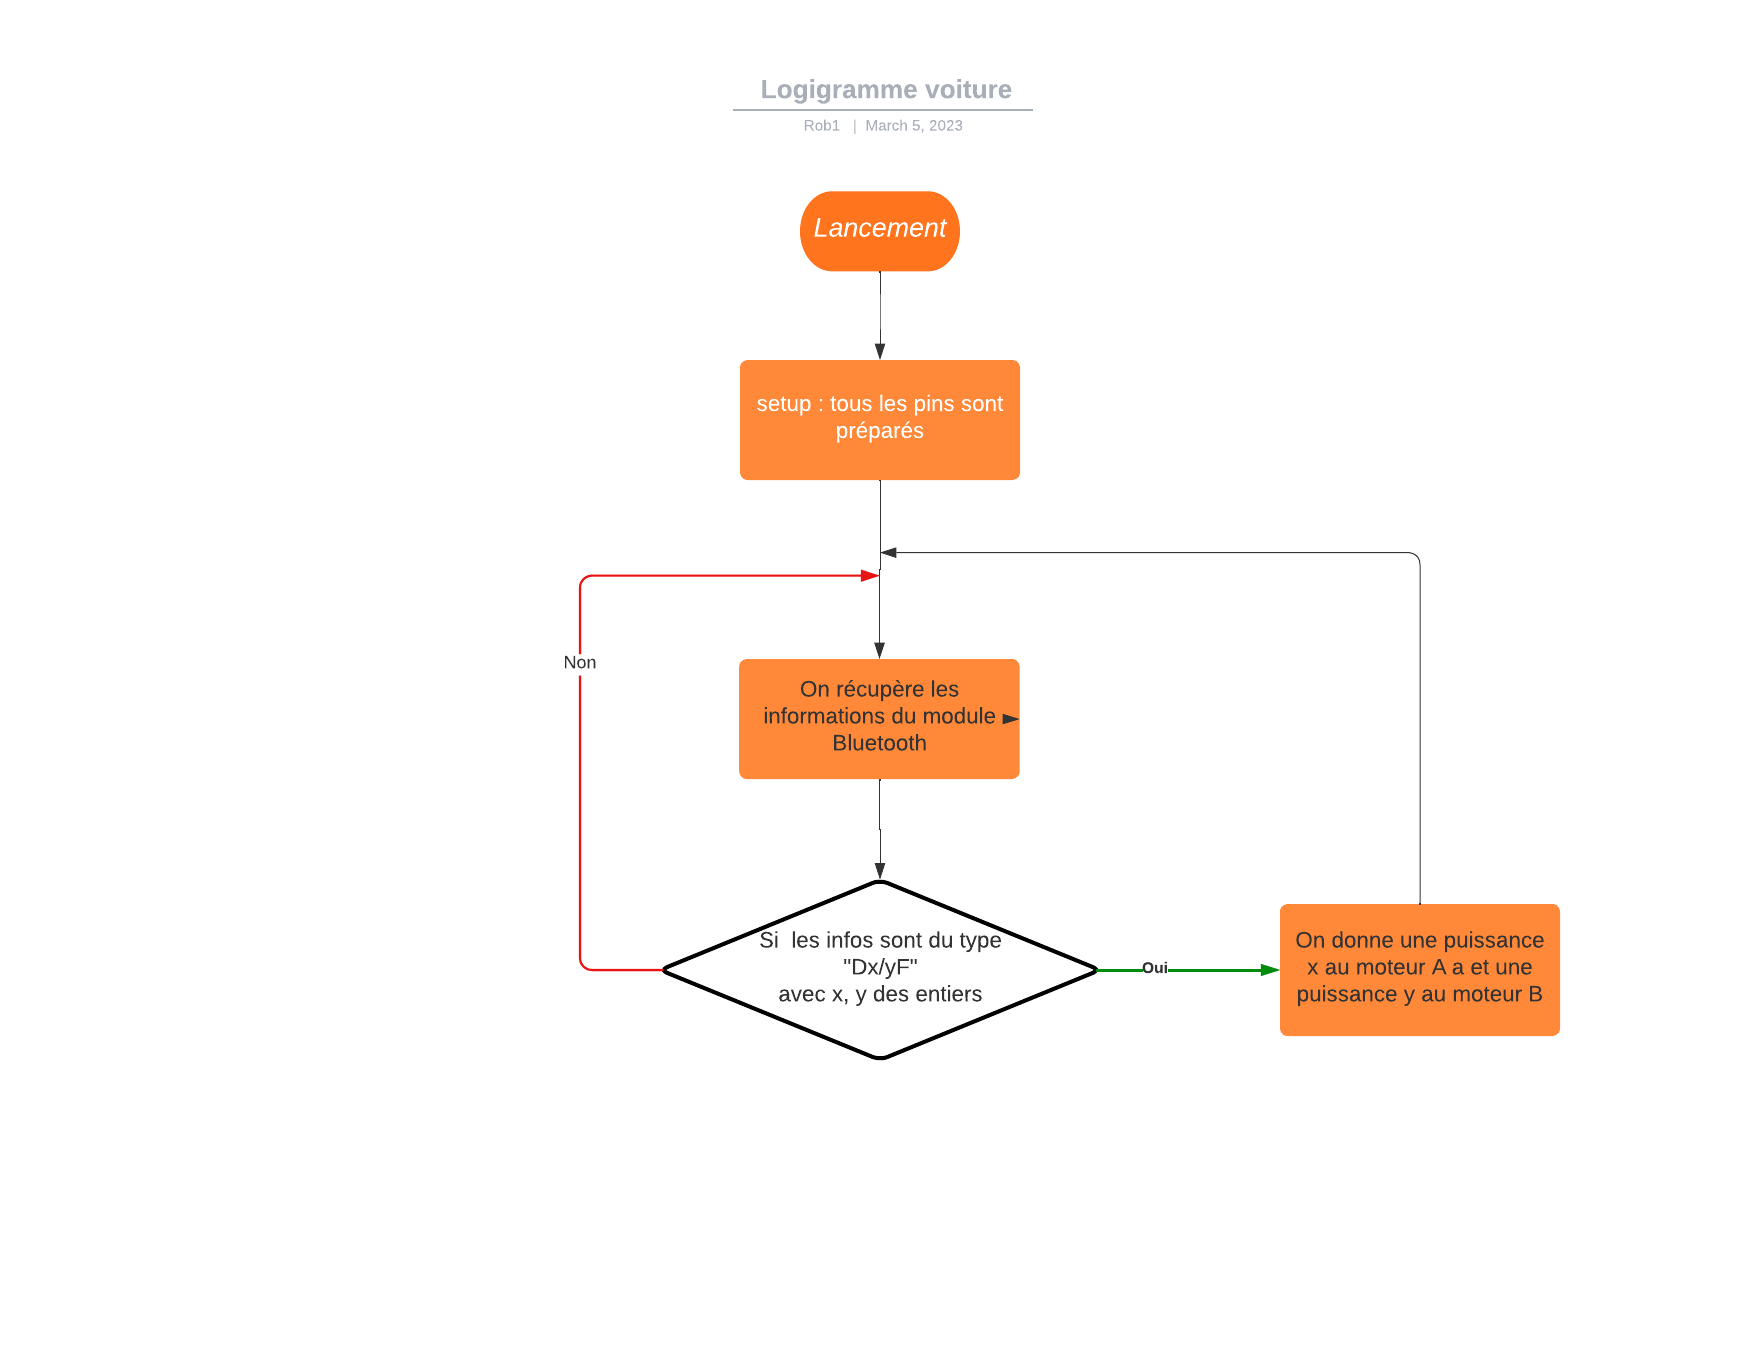 Logigramme voiture
Rob1 | March 5, 2023
Lancement
setup : tous les pins sont
préparés
Non
On récupère les
informations du module
Bluetooth
Si les infos sont du type
"Dx/yF"
avec x, y des entiers
Oui
On donne une puissance
x au moteur A a et une
puissance y au moteur B